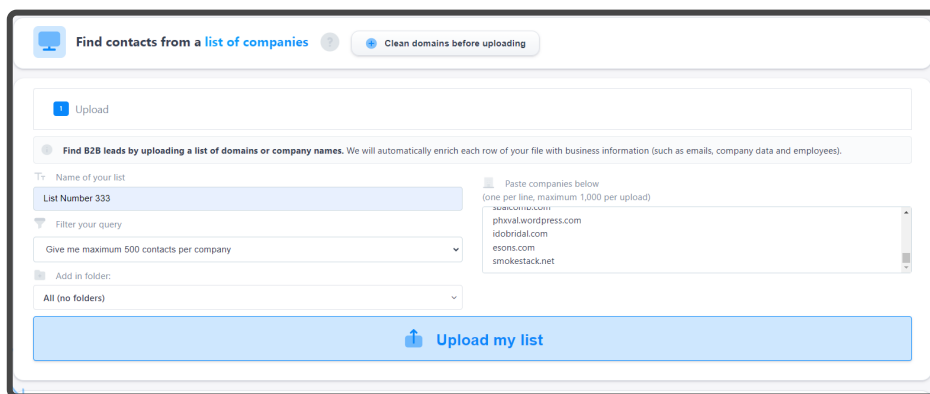 Find contacts from a list of companies ? Clean domains before uploading
1 Upload
Find B2B leads by uploading a list of domains or company names. We will automatically enrich each row of your file with business information (such as emails, company data and employees).
Name of your list
List Number 333
Filter your query
Give me maximum 500 contacts per company
Add in folder:
All (no folders)
Paste companies below
(one per line, maximum 1,000 per upload)
phxval.wordpress.com
idobridal.com
esons.com
smokestack.net
Upload my list